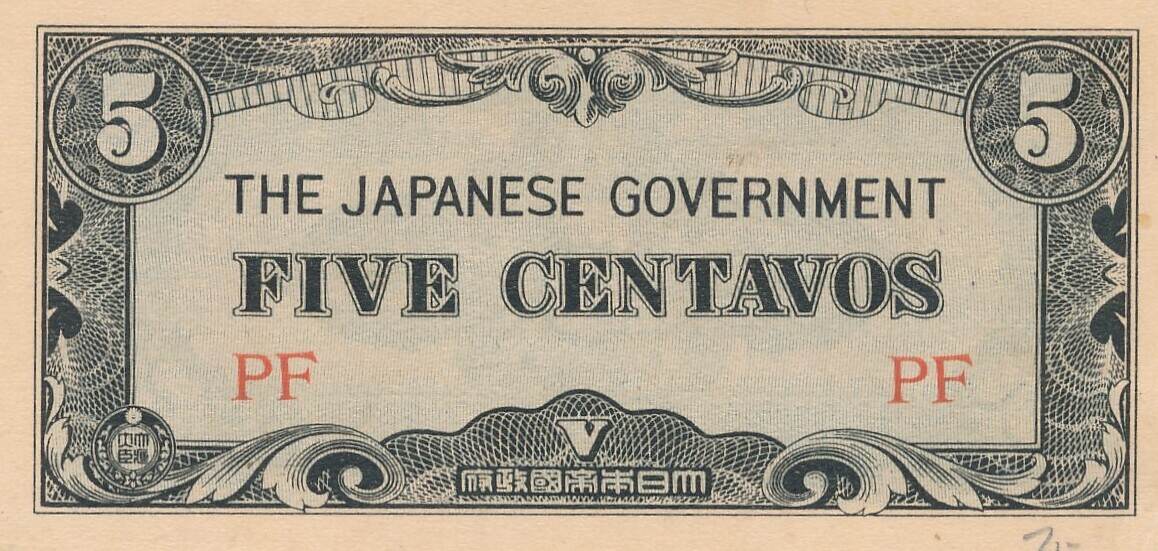 5 5
THE JAPANESE GOVERNMENT
FIVE CENTAVOS
PF PF
V
府政國帝本日大